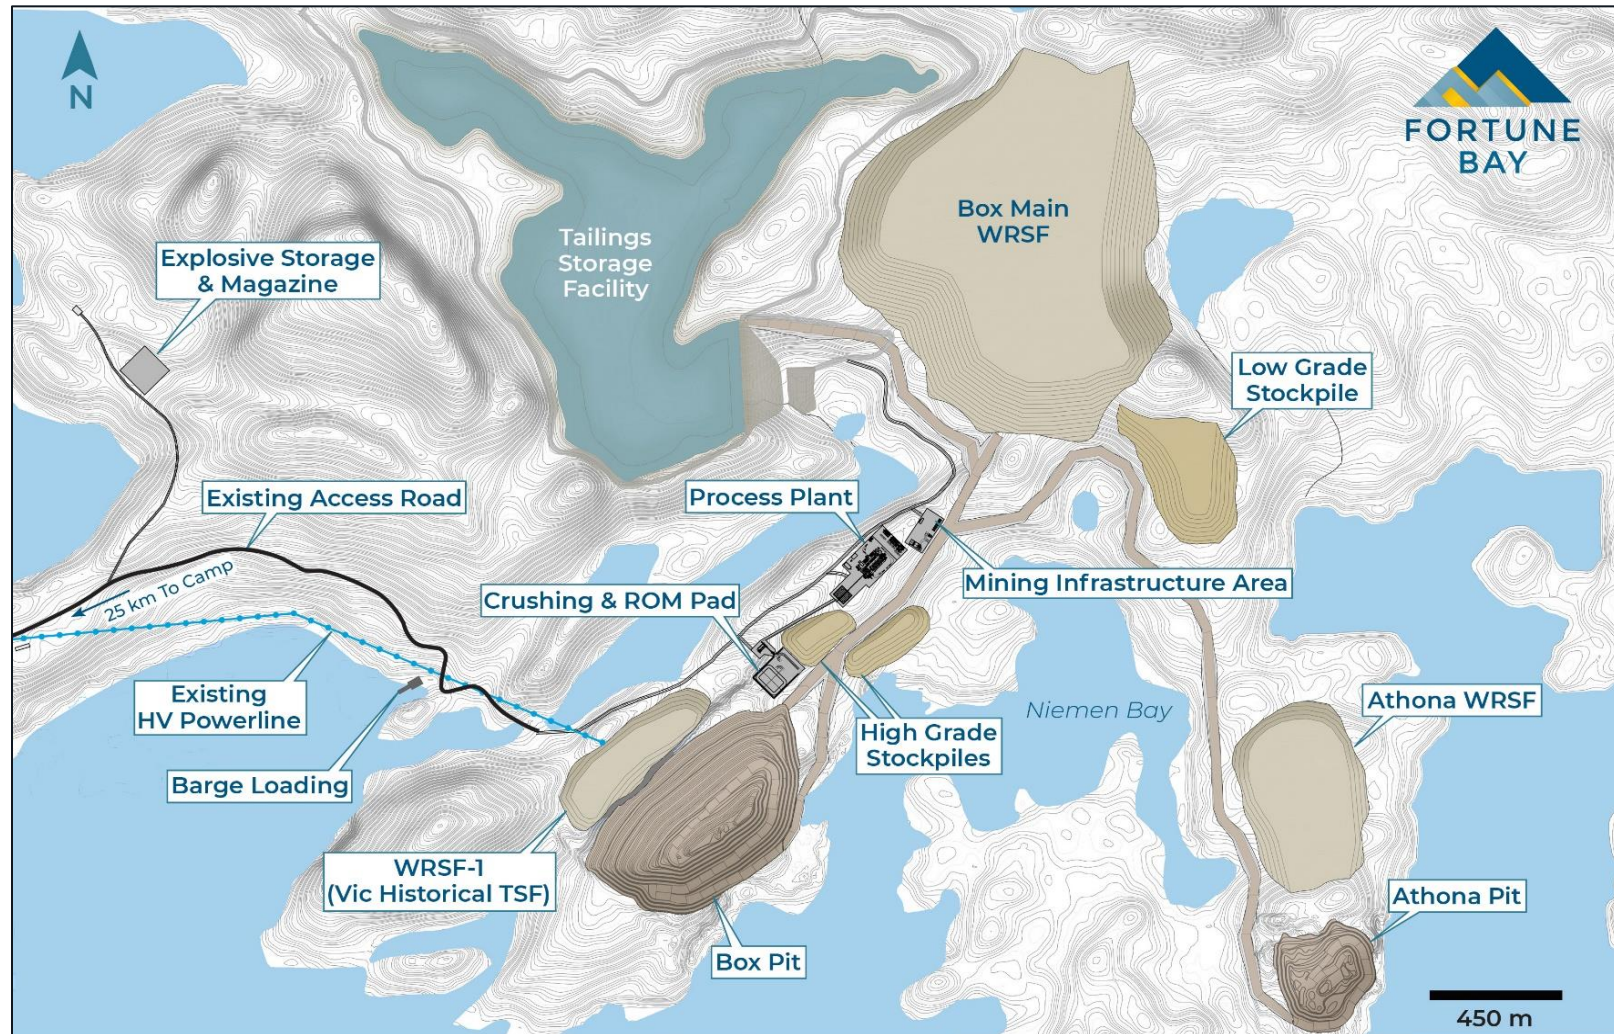 N
FORTUNE
BAY
Box Main
WRSF
Tailings
Storage
Facility
Explosive Storage
& Magazine
Low Grade
Stockpile
Existing Access Road
Process Plant
25 km To Camp
Crushing & ROM Pad
Mining Infrastructure Area
Existing
HV Powerline
Niemen Bay
Athona WRSF
High Grade
Stockpiles
Barge Loading
WRSF-1
(Vic Historical TSF)
Athona Pit
Box Pit
450 m